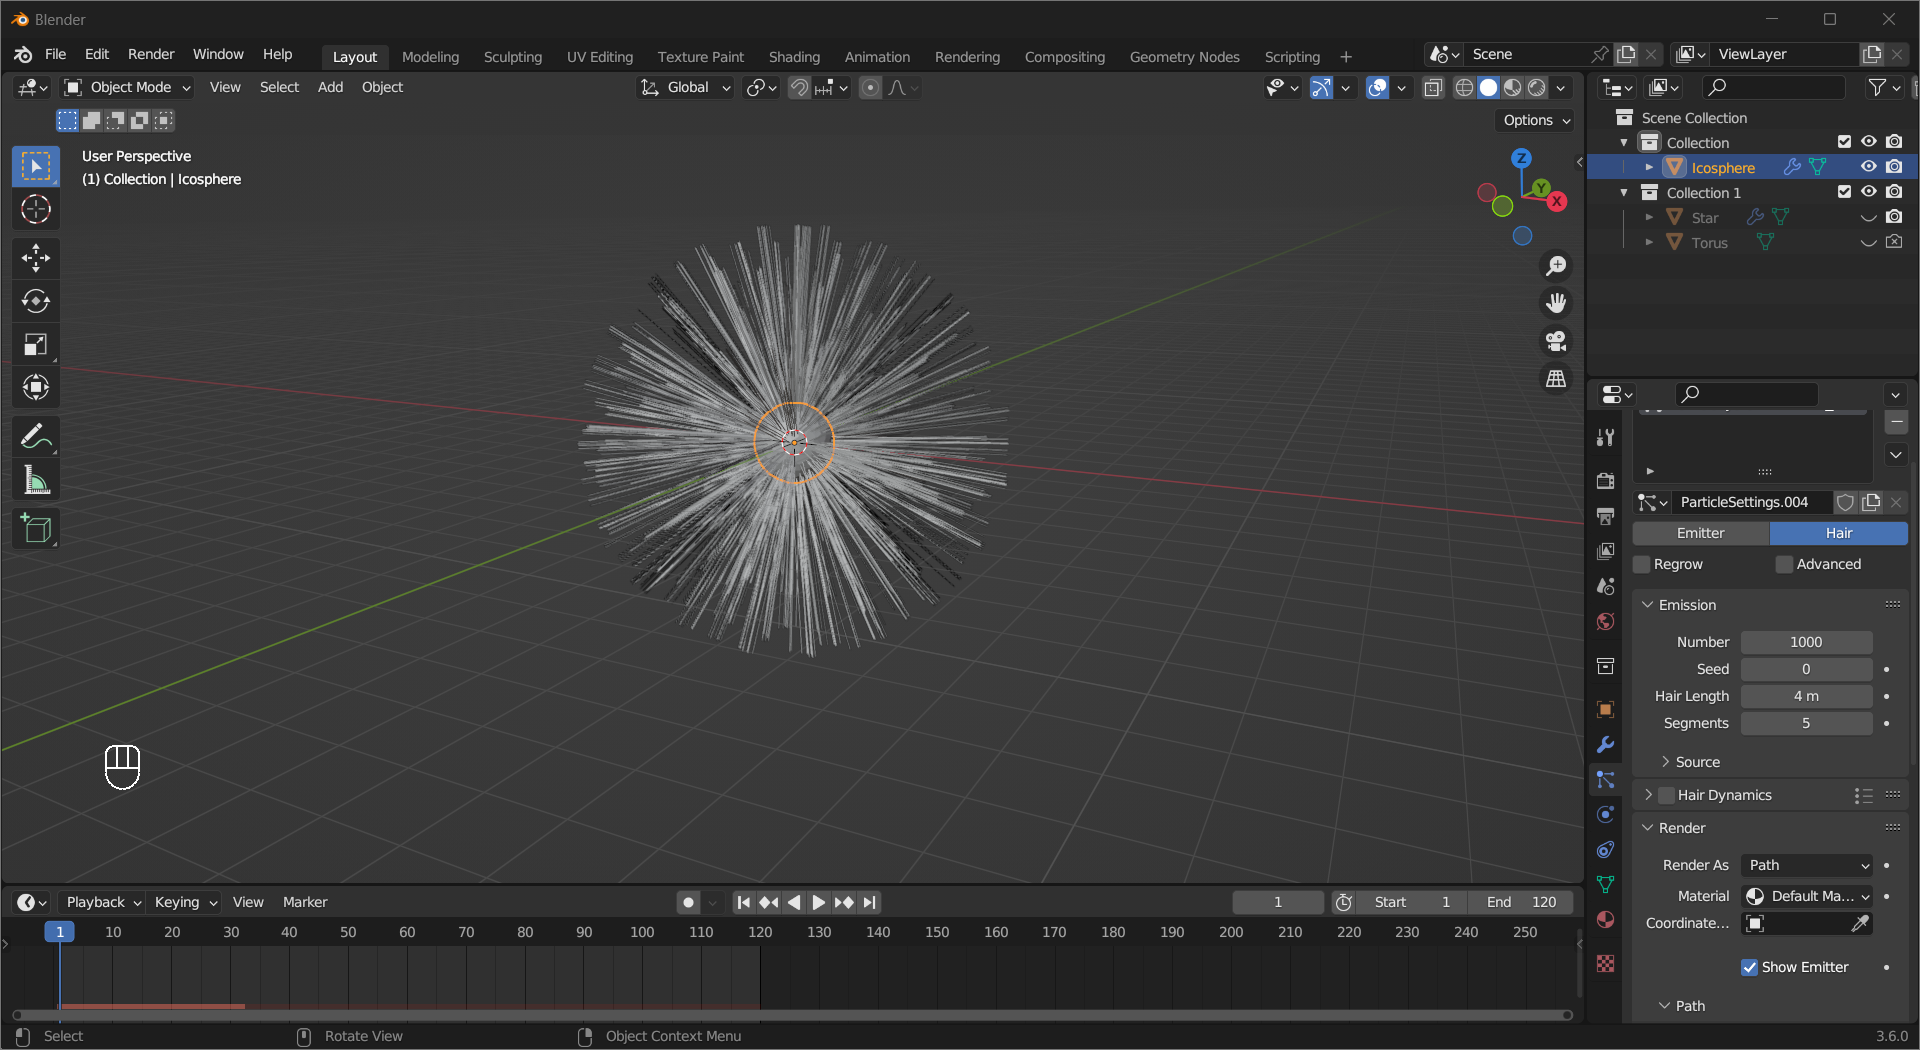 Blender
File Edit Render Window Help Layout Modeling Sculpting UV Editing Texture Paint Shading Animation Rendering Compositing Geometry Nodes Scripting + Scene ViewLayer
Object Mode View Select Add Object Global
Options
User Perspective
(1) Collection | Icosphere
Z
Y
X
Scene Collection
Collection
Icosphere
Collection 1
Star
Torus
ParticleSettings.004
Emitter Hair
Regrow Advanced
Emission
Number 1000
Seed 0
Hair Length 4 m
Segments 5
Source
Hair Dynamics
Render
Render As Path
Material Default Ma...
Coordinate...
Show Emitter
Path
Playback Keying View Marker 1 Start 1 End 120
1 10 20 30 40 50 60 70 80 90 100 110 120 130 140 150 160 170 180 190 200 210 220 230 240 250
Select Rotate View Object Context Menu 3.6.0